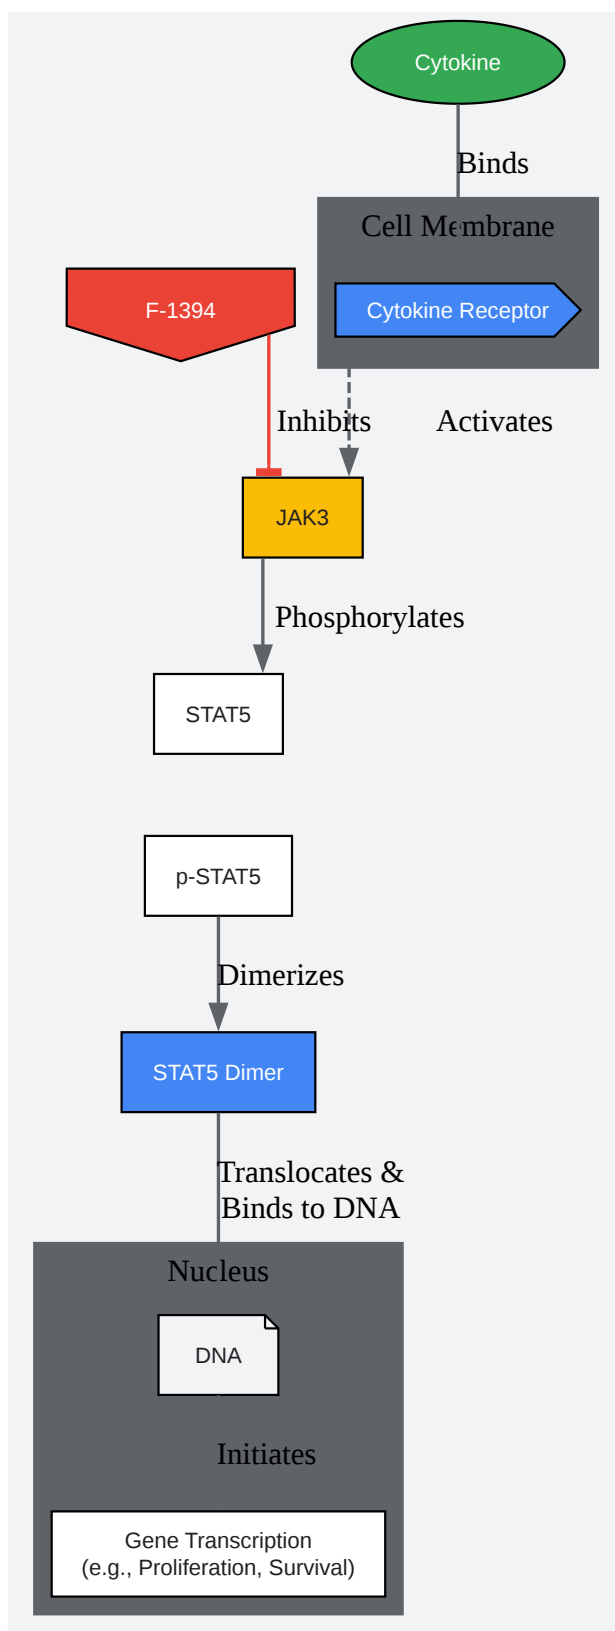 Cytokine
Binds
Cell Membrane
F-1394
Cytokine Receptor
Inhibits
Activates
JAK3
Phosphorylates
STAT5
p-STAT5
Dimerizes
STAT5 Dimer
Translocates &
Binds to DNA
Nucleus
DNA
Initiates
Gene Transcription
(e.g., Proliferation, Survival)